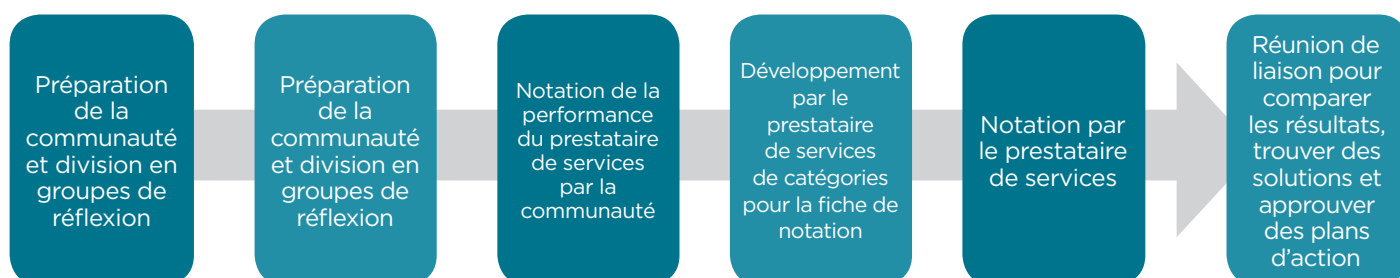 Préparation
de la
communauté
et division en
groupes de
réflexion
Préparation
de la
communauté
et division en
groupes de
réflexion
Notation de la
performance
du prestataire
de services
par la
communauté
Développement
par le
prestataire
de services
de catégories
pour la fiche de
notation
Notation par
le prestataire
de services
Réunion de
liaison pour
comparer
les résultats,
trouver des
solutions et
approuver
des plans
d’action